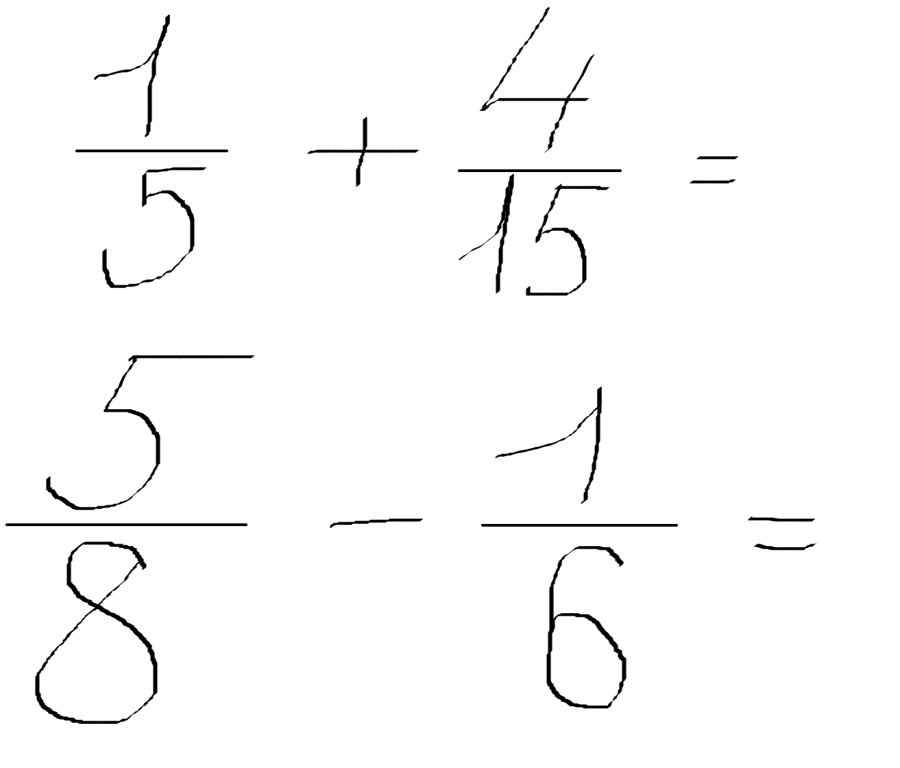 1/5 + 4/15 =
5/8 - 1/6 =